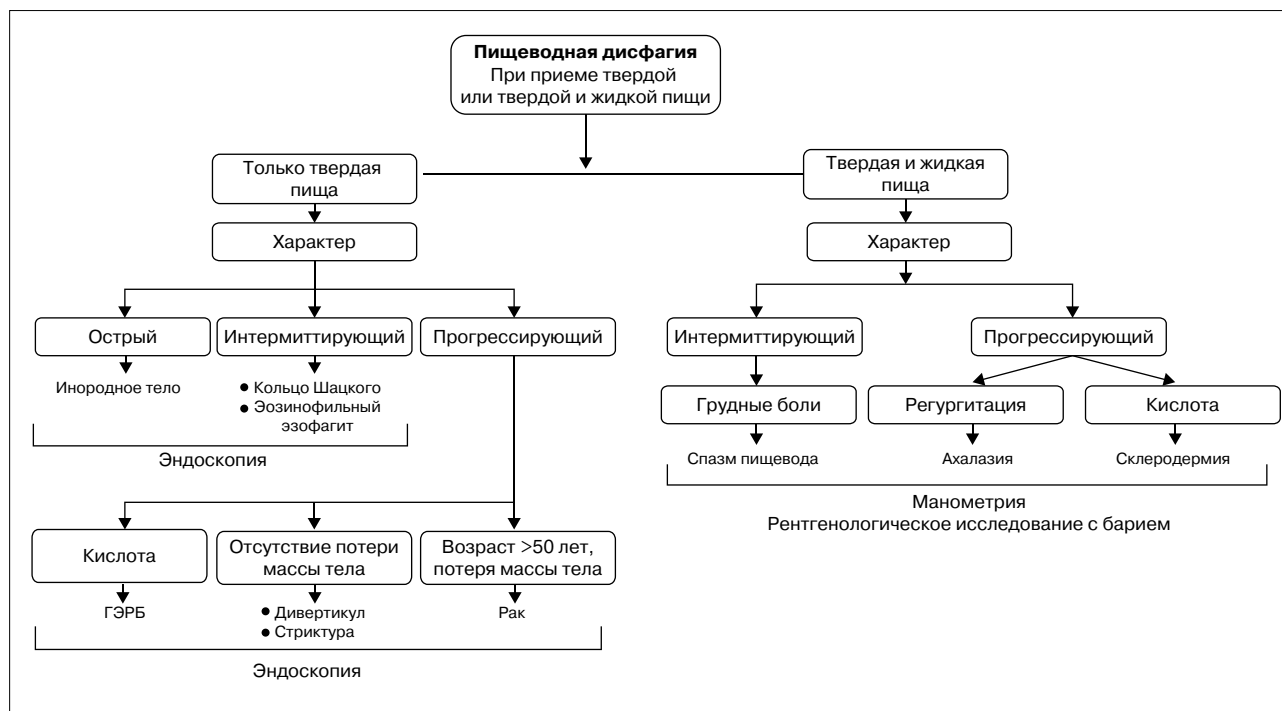 Пищеводная дисфагия
При приеме твердой
или твердой и жидкой пищи
Только твердая
пища
Твердая и жидкая
пища
Характер
Характер
Острый
Интермиттирующий
Прогрессирующий
Интермиттирующий
Прогрессирующий
Инородное тело
● Кольцо Шацкого
● Эозинофильный
эзофагит
Эндоскопия
Грудные боли
Регургитация
Кислота
Спазм пищевода
Ахалазия
Склеродермия
Манометрия
Рентгенологическое исследование с барием
Кислота
Отсутствие потери
массы тела
Возраст >50 лет,
потеря массы тела
ГЭРБ
● Дивертикул
● Стриктура
Рак
Эндоскопия